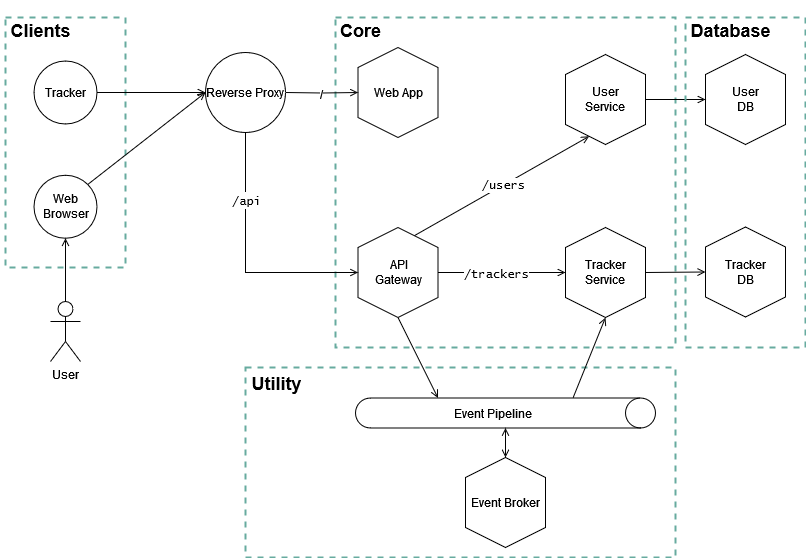 Clients
Core
Database
Tracker
Reverse Proxy
/
Web App
User
Service
User
DB
Web
Browser
/api
/users
API
Gateway
/trackers
Tracker
Service
Tracker
DB
User
Utility
Event Pipeline
Event Broker